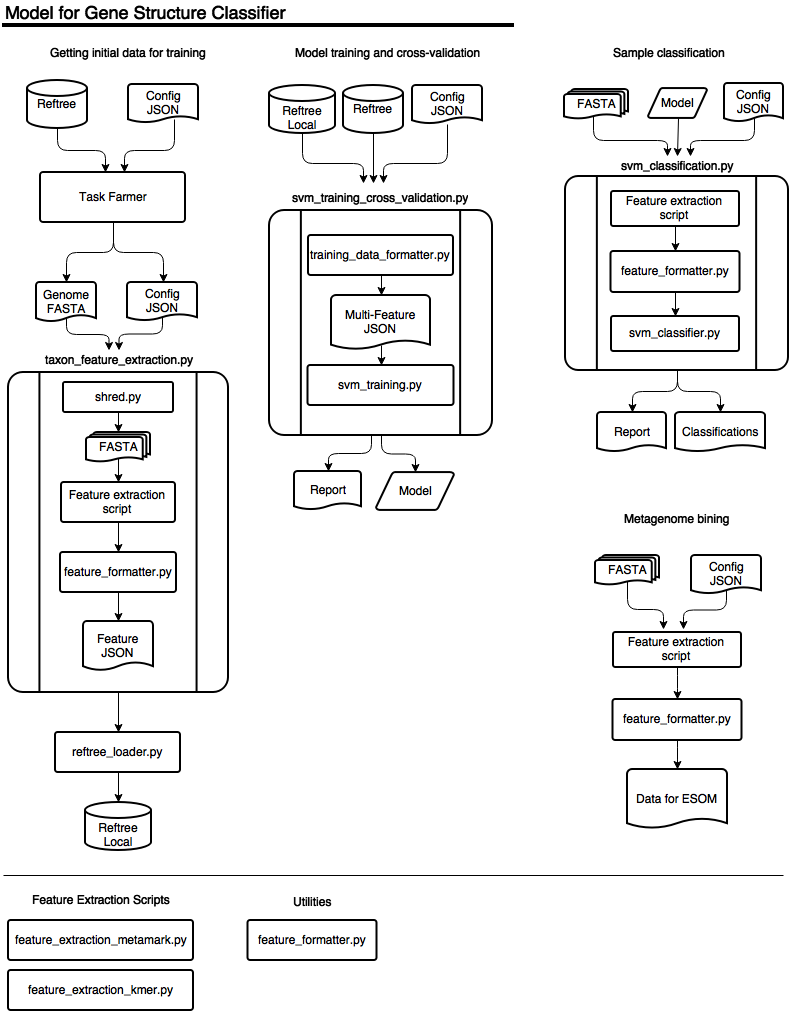 Model for Gene Structure Classifier
Getting initial data for training
Reftree
Config
JSON
Task Farmer
Genome
FASTA
Config
JSON
taxon_feature_extraction.py
shred.py
FASTA
Feature extraction
script
feature_formatter.py
Feature
JSON
reftree_loader.py
Reftree
Local
Model training and cross-validation
Reftree
Local
Reftree
Config
JSON
svm_training_cross_validation.py
training_data_formatter.py
Multi-Feature
JSON
svm_training.py
Report
Model
Sample classification
FASTA
Model
Config
JSON
svm_classification.py
Feature extraction
script
feature_formatter.py
svm_classifier.py
Report
Classifications
Metagenome bining
FASTA
Config
JSON
Feature extraction
script
feature_formatter.py
Data for ESOM
Feature Extraction Scripts
feature_extraction_metamark.py
feature_extraction_kmer.py
Utilities
feature_formatter.py